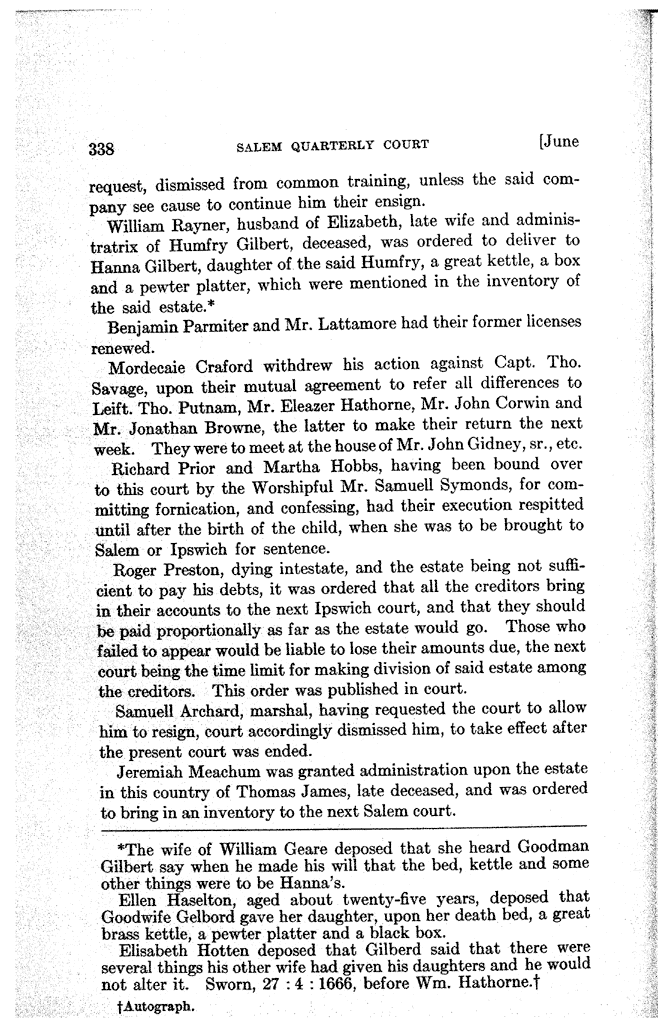 338 SALEM QUARTERLY COURT [June
request, dismissed from common training, unless the said com-
pany see cause to continue him their ensign.
William Rayner, husband of Elizabeth, late wife and adminis-
tratrix of Humfry Gilbert, deceased, was ordered to deliver to
Hanna Gilbert, daughter of the said Humfry, a great kettle, a box
and a pewter platter, which were mentioned in the inventory of
the said estate.*
Benjamin Parmiter and Mr. Lattamore had their former licenses
renewed.
Mordecaie Craford withdrew his action against Capt. Tho.
Savage, upon their mutual agreement to refer all differences to
Leift. Tho. Putnam, Mr. Eleazer Hathorne, Mr. John Corwin and
Mr. Jonathan Browne, the latter to make their return the next
week. They were to meet at the house of Mr. John Gidney, sr., etc.
Richard Prior and Martha Hobbs, having been bound over
to this court by the Worshipful Mr. Samuell Symonds, for com-
mitting fornication, and confessing, had their execution respitted
until after the birth of the child, when she was to be brought to
Salem or Ipswich for sentence.
Roger Preston, dying intestate, and the estate being not suffi-
cient to pay his debts, it was ordered that all the creditors bring
in their accounts to the next Ipswich court, and that they should
be paid proportionally as far as the estate would go. Those who
failed to appear would be liable to lose their amounts due, the next
court being the time limit for making division of said estate among
the creditors. This order was published in court.
Samuell Archard, marshal, having requested the court to allow
him to resign, court accordingly dismissed him, to take effect after
the present court was ended.
Jeremiah Meachum was granted administration upon the estate
in this country of Thomas James, late deceased, and was ordered
to bring in an inventory to the next Salem court.
*The wife of William Geare deposed that she heard Goodman
Gilbert say when he made his will that the bed, kettle and some
other things were to be Hanna's.
Ellen Haselton, aged about twenty-five years, deposed that
Goodwife Gelbord gave her daughter, upon her death bed, a great
brass kettle, a pewter platter and a black box.
Elisabeth Hotten deposed that Gilberd said that there were
several things his other wife had given his daughters and he would
not alter it. Sworn, 27 : 4 : 1666, before Wm. Hathorne.†
†Autograph.